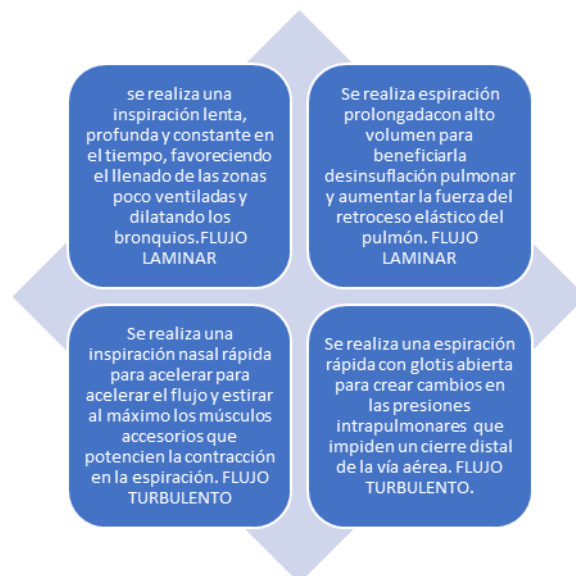 se realiza una
inspiración lenta,
profunda y constante en
el tiempo, favoreciendo
el llenado de las zonas
poco ventiladas y
dilatando los
bronquios.FLUJO
LAMINAR
Se realiza espiración
prolongadacon alto
volumen para
beneficiarla
desinsuflación pulmonar
y aumentar la fuerza del
retroceso elástico del
pulmón. FLUJO
LAMINAR
Se realiza una
inspiración nasal rápida
para acelerar para
acelerar el flujo y estirar
al máximo los músculos
accesorios que
potencien la contracción
en la espiración. FLUJO
TURBULENTO
Se realiza una espiración
rápida con glotis abierta
para crear cambios en
las presiones
intrapulmonares que
impiden un cierre distal
de la vía aérea. FLUJO
TURBULENTO.